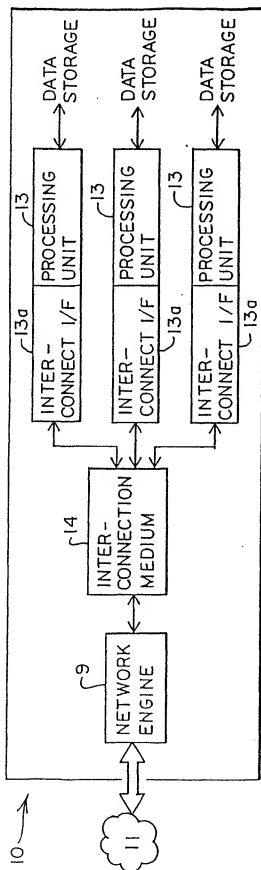 10
11
9
NETWORK
ENGINE
14
INTER-
CONNECTION
MEDIUM
13a
13
INTER-
CONNECT I/F
PROCESSING
UNIT
DATA
STORAGE
13
INTER-
CONNECT I/F
PROCESSING
UNIT
13a
DATA
STORAGE
13
INTER-
CONNECT I/F
PROCESSING
UNIT
13a
DATA
STORAGE